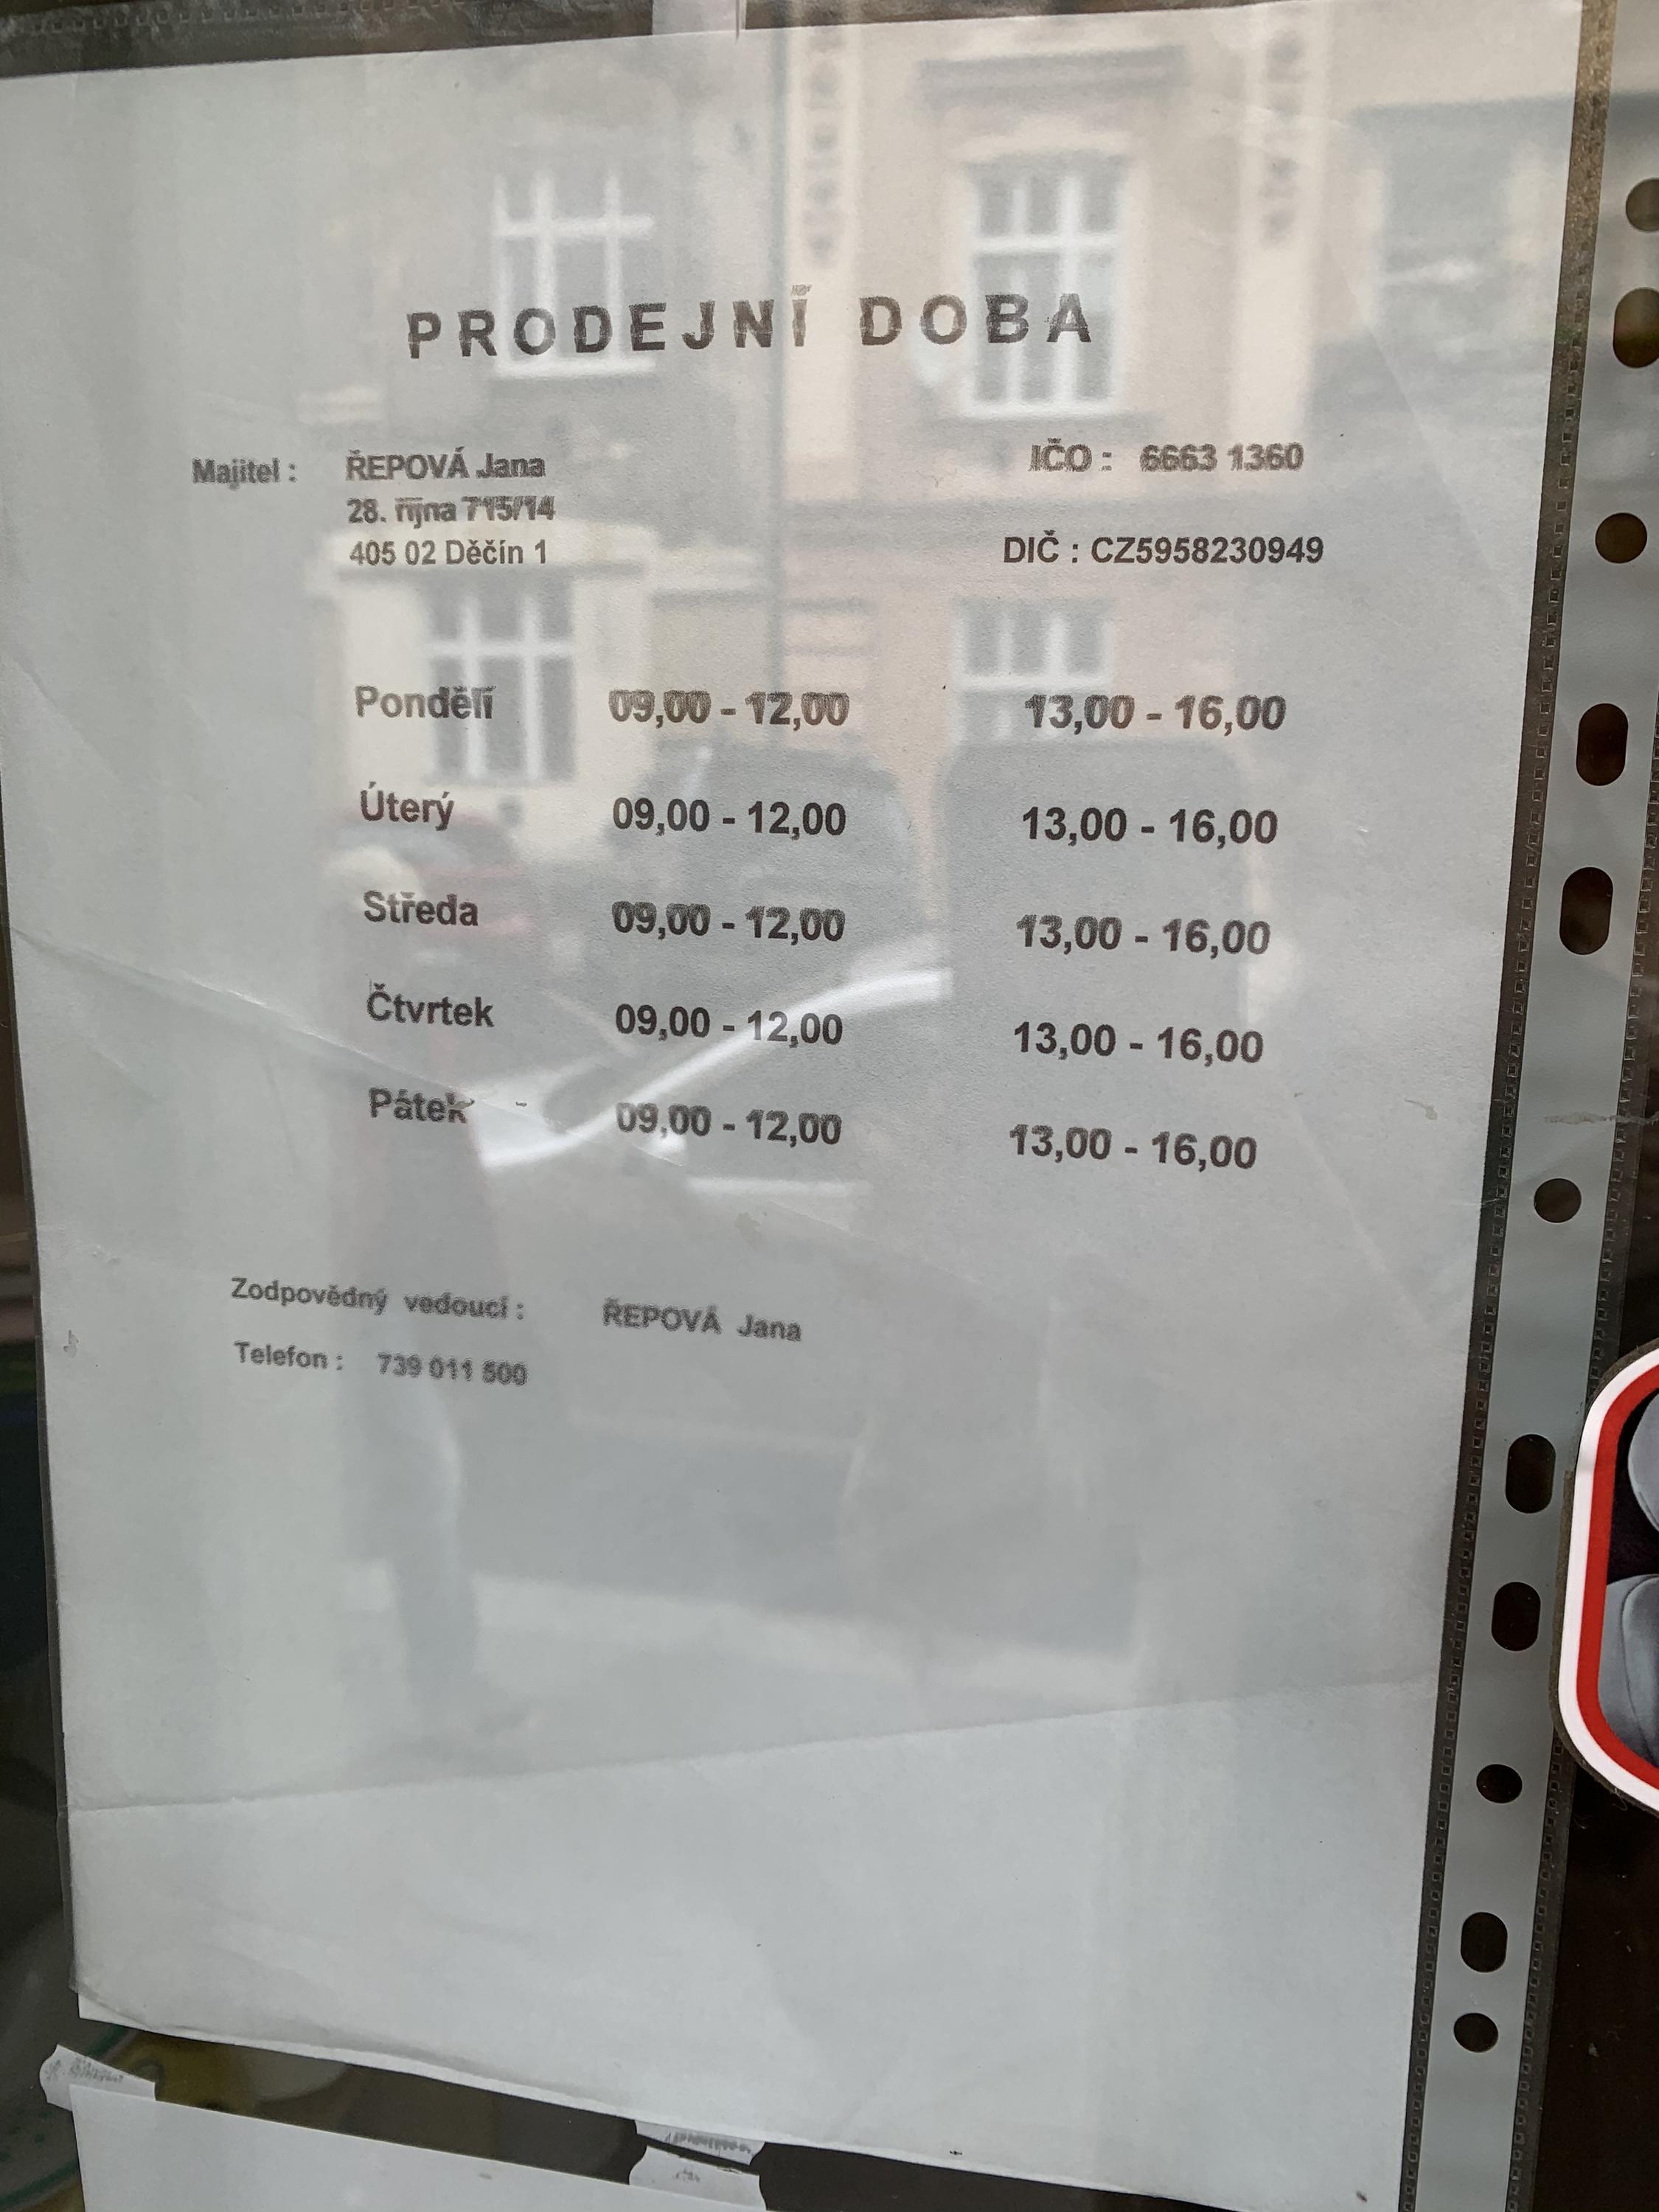 PRODEJNÍ DOBA
Majitel : ŘEPOVÁ Jana IČO : 6663 1360
28. října 715/14
405 02 Děčín 1 DIČ : CZ5958230949
Pondělí 09,00 - 12,00 13,00 - 16,00
Úterý 09,00 - 12,00 13,00 - 16,00
Středa 09,00 - 12,00 13,00 - 16,00
Čtvrtek 09,00 - 12,00 13,00 - 16,00
Pátek 09,00 - 12,00 13,00 - 16,00
Zodpovědný vedoucí : ŘEPOVÁ Jana
Telefon : 739 011 500